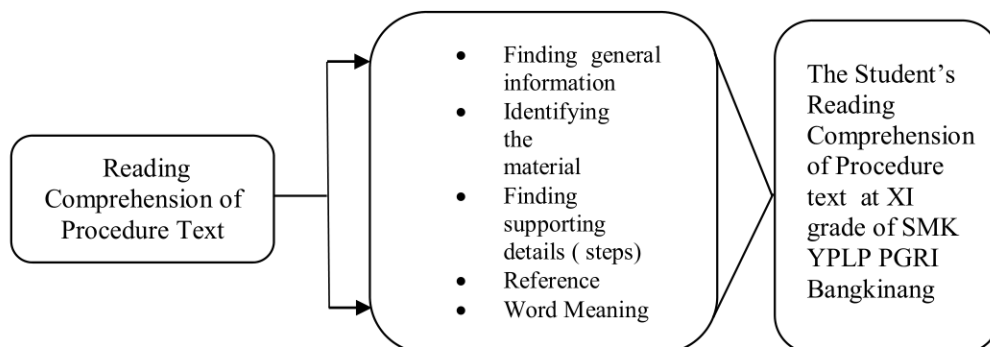 Reading
Comprehension of
Procedure Text
• Finding general
information
• Identifying
the
material
• Finding
supporting
details ( steps)
• Reference
• Word Meaning
The Student’s
Reading
Comprehension
of Procedure
text at XI
grade of SMK
YPLP PGRI
Bangkinang